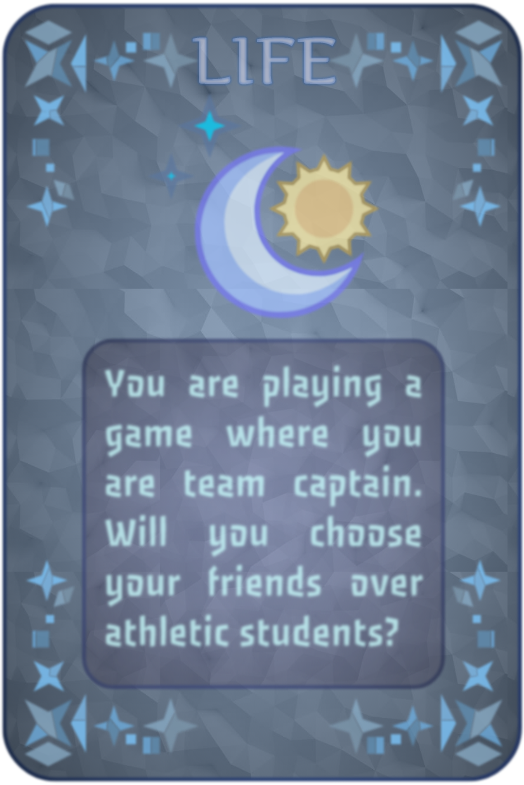 LIFE
You are playing a
game where you
are team captain.
Will you choose
your friends over
athletic students?